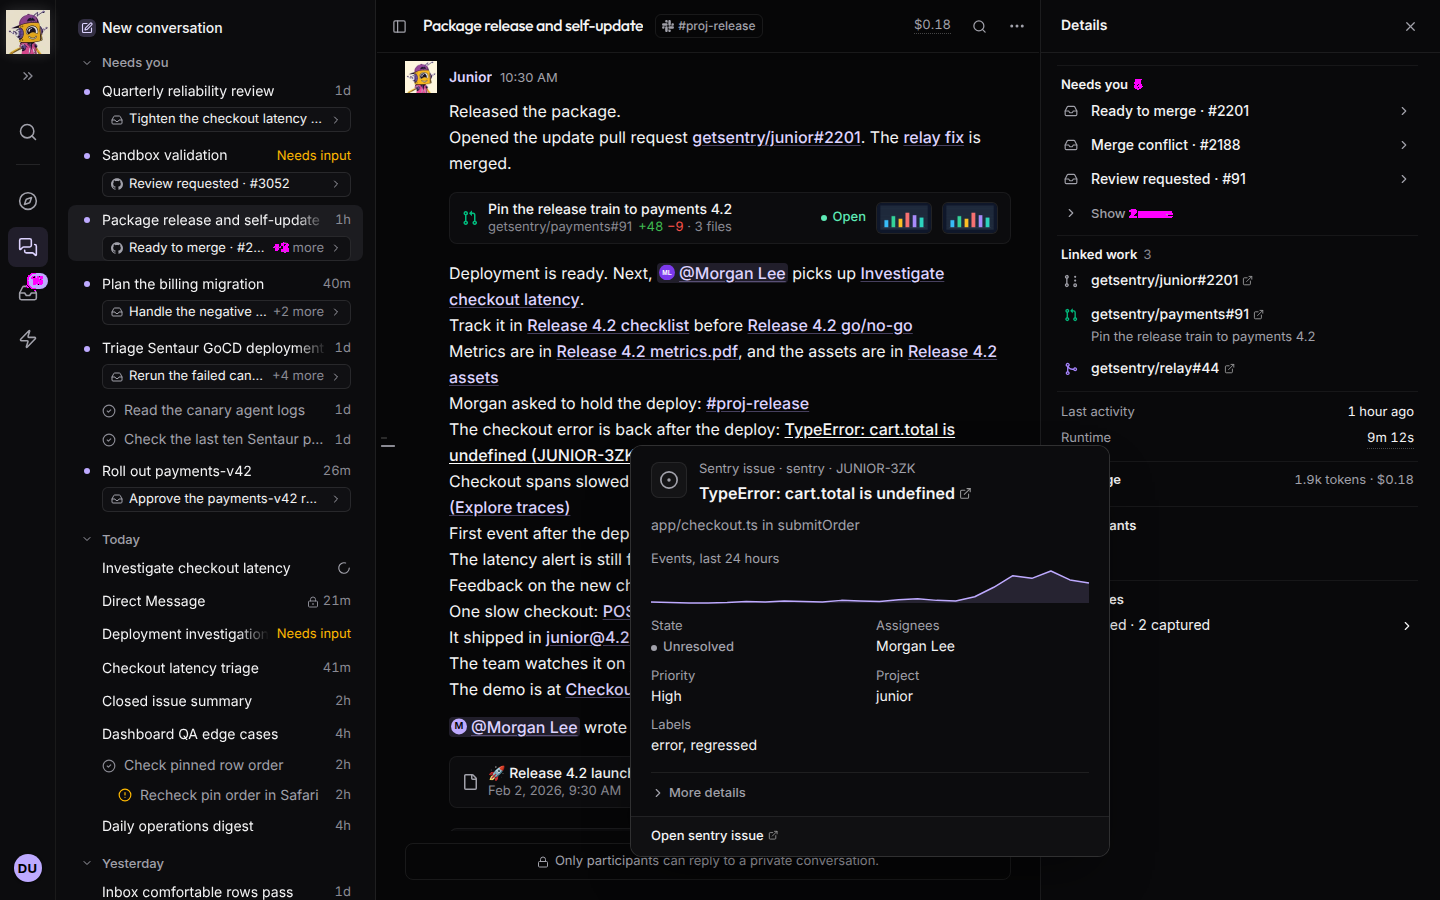 New conversation
Needs you
Quarterly reliability review 1d
Tighten the checkout latency ...
Sandbox validation Needs input
Review requested · #3052
Package release and self-update 1h
Ready to merge · #2... more
Plan the billing migration 40m
Handle the negative ... +2 more
Triage Sentaur GoCD deployment 1d
Rerun the failed can... +4 more
Read the canary agent logs 1d
Check the last ten Sentaur p... 1d
Roll out payments-v42 26m
Approve the payments-v42 r...
Today
Investigate checkout latency
Direct Message 21m
Deployment investigation Needs input
Checkout latency triage 41m
Closed issue summary 2h
Dashboard QA edge cases 4h
Check pinned row order 2h
Recheck pin order in Safari 2h
Daily operations digest 4h
Yesterday
Inbox comfortable rows pass 1d
DU
Package release and self-update #proj-release $0.18
Junior 10:30 AM
Released the package.
Opened the update pull request getsentry/junior#2201. The relay fix is
merged.
Pin the release train to payments 4.2
getsentry/payments#91 +48 −9 · 3 files
Open
Deployment is ready. Next, ML @Morgan Lee picks up Investigate
checkout latency.
Track it in Release 4.2 checklist before Release 4.2 go/no-go
Metrics are in Release 4.2 metrics.pdf, and the assets are in Release 4.2
assets
Morgan asked to hold the deploy: #proj-release
The checkout error is back after the deploy: TypeError: cart.total is
undefined (JUNIOR-3ZK
Checkout spans slowed
(Explore traces)
First event after the dep
The latency alert is still
Feedback on the new
One slow checkout: POS
It shipped in junior@4.2
The team watches it on
The demo is at Checkou
M @Morgan Lee wrote
🚀 Release 4.2 launch
Feb 2, 2026, 9:30 AM
Only participants can reply to a private conversation.
Sentry issue · sentry · JUNIOR-3ZK
TypeError: cart.total is undefined
app/checkout.ts in submitOrder
Events, last 24 hours
State Assignees
Unresolved Morgan Lee
Priority Project
High junior
Labels
error, regressed
More details
Open sentry issue
Details
Needs you
Ready to merge · #2201
Merge conflict · #2188
Review requested · #91
Show
Linked work 3
getsentry/junior#2201
getsentry/payments#91
Pin the release train to payments 4.2
getsentry/relay#44
Last activity 1 hour ago
Runtime 9m 12s
ge 1.9k tokens · $0.18
ants
es
ed · 2 captured